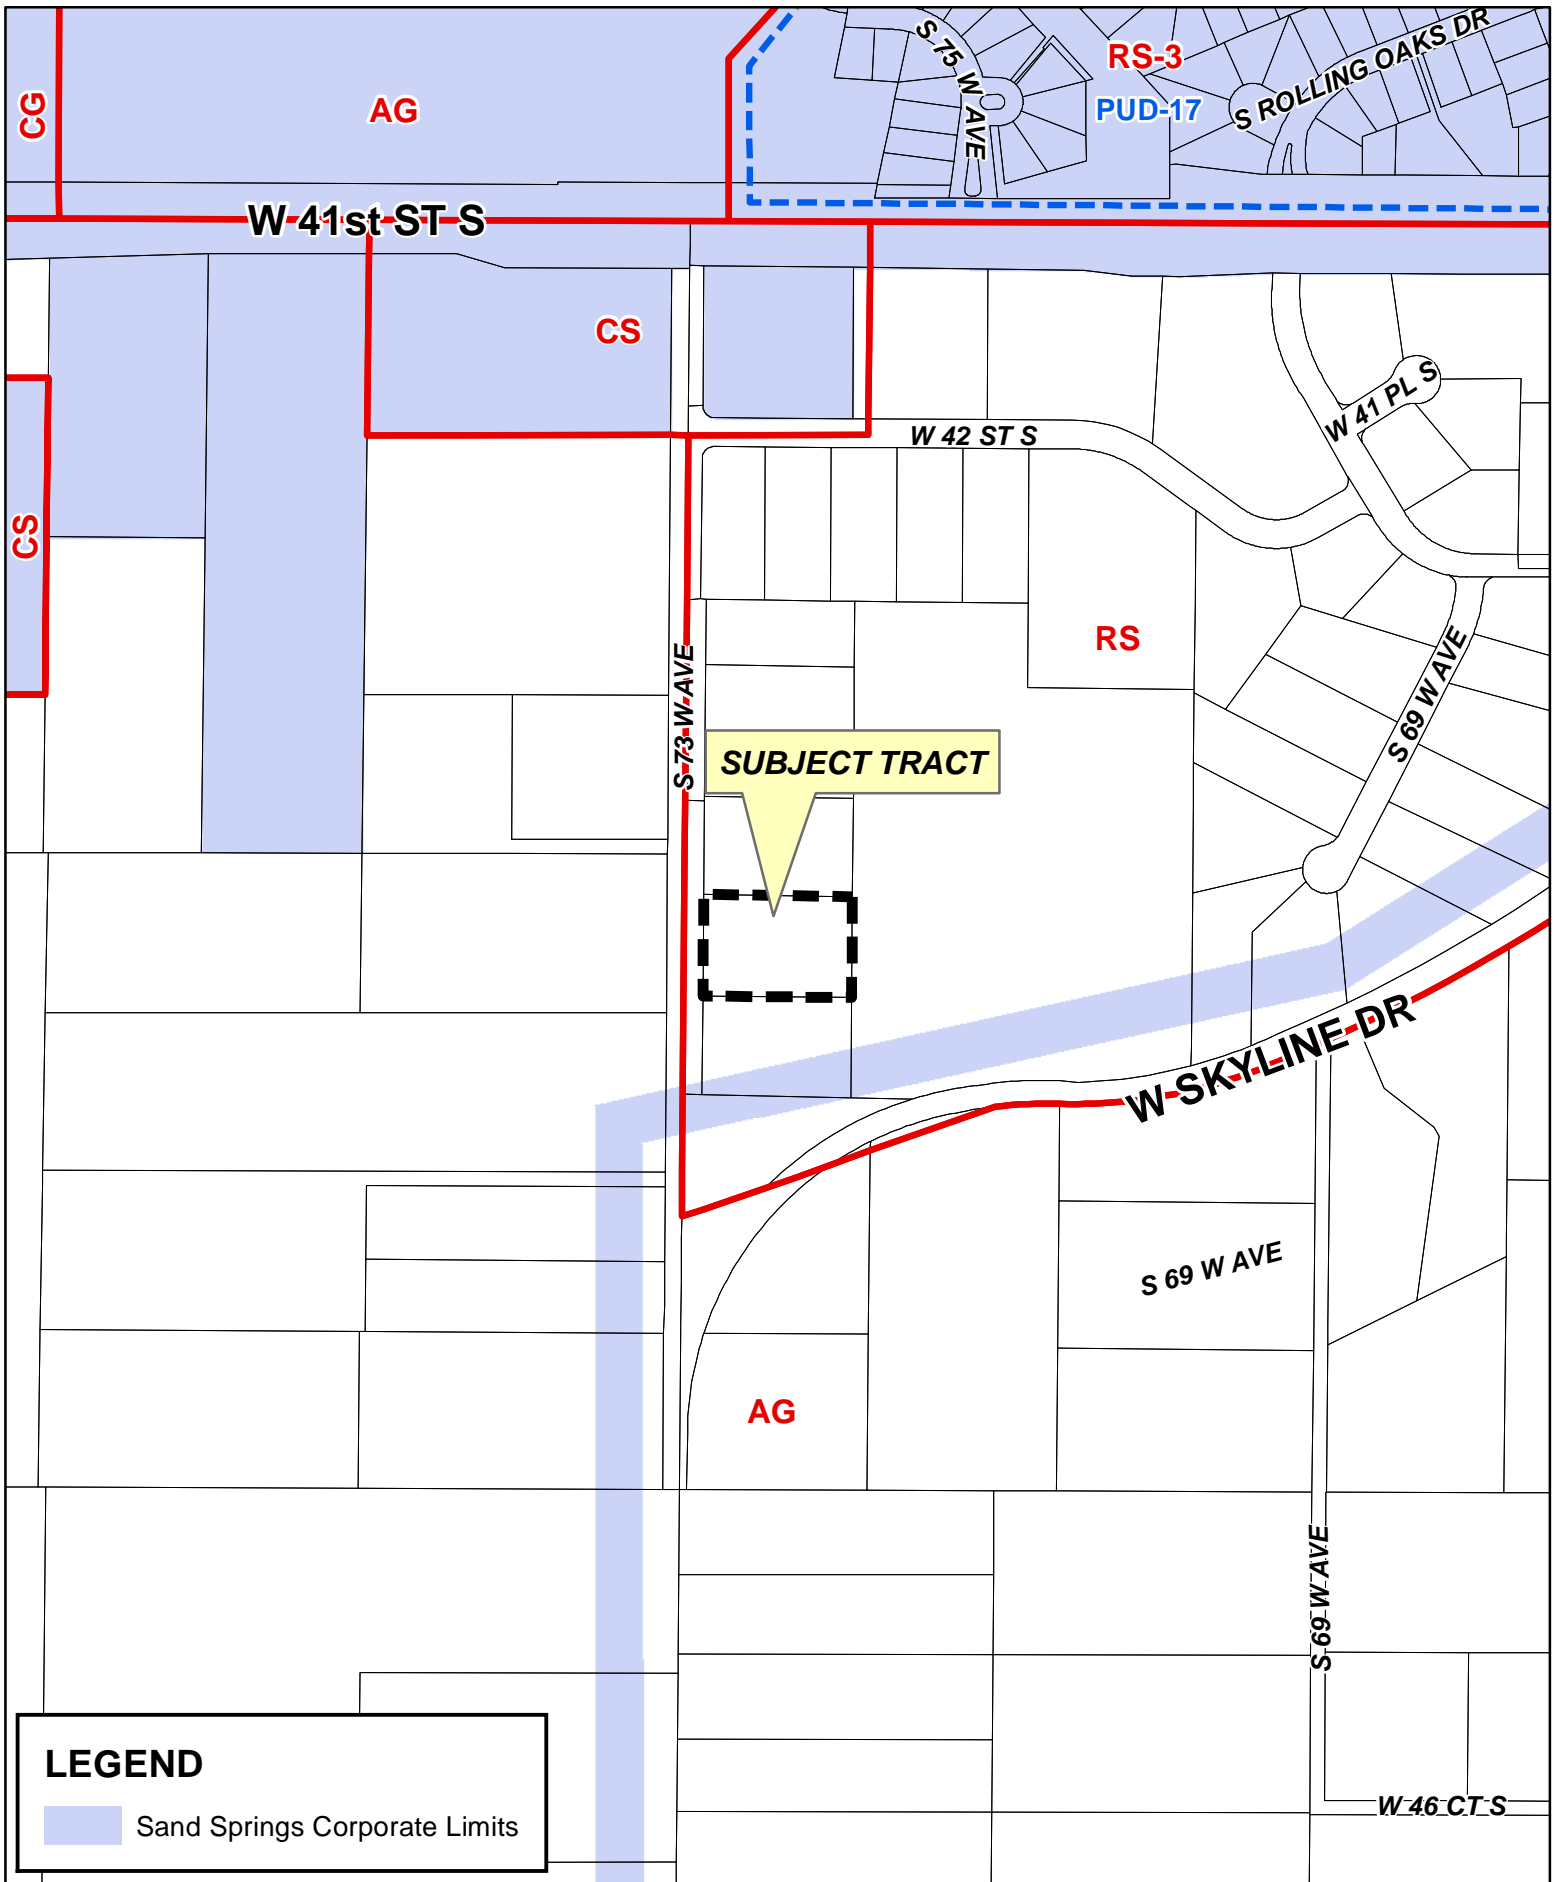 S 75 W AVE
RS-3
S ROLLING OAKS DR
CG
AG
PUD-17
W 41st ST S
CS
W 41 PL S
W 42 ST S
CS
RS
S 73 W AVE
S 69 W AVE
SUBJECT TRACT
W SKYLINE DR
S 69 W AVE
AG
S 69 W AVE
LEGEND
Sand Springs Corporate Limits
W 46 CT S